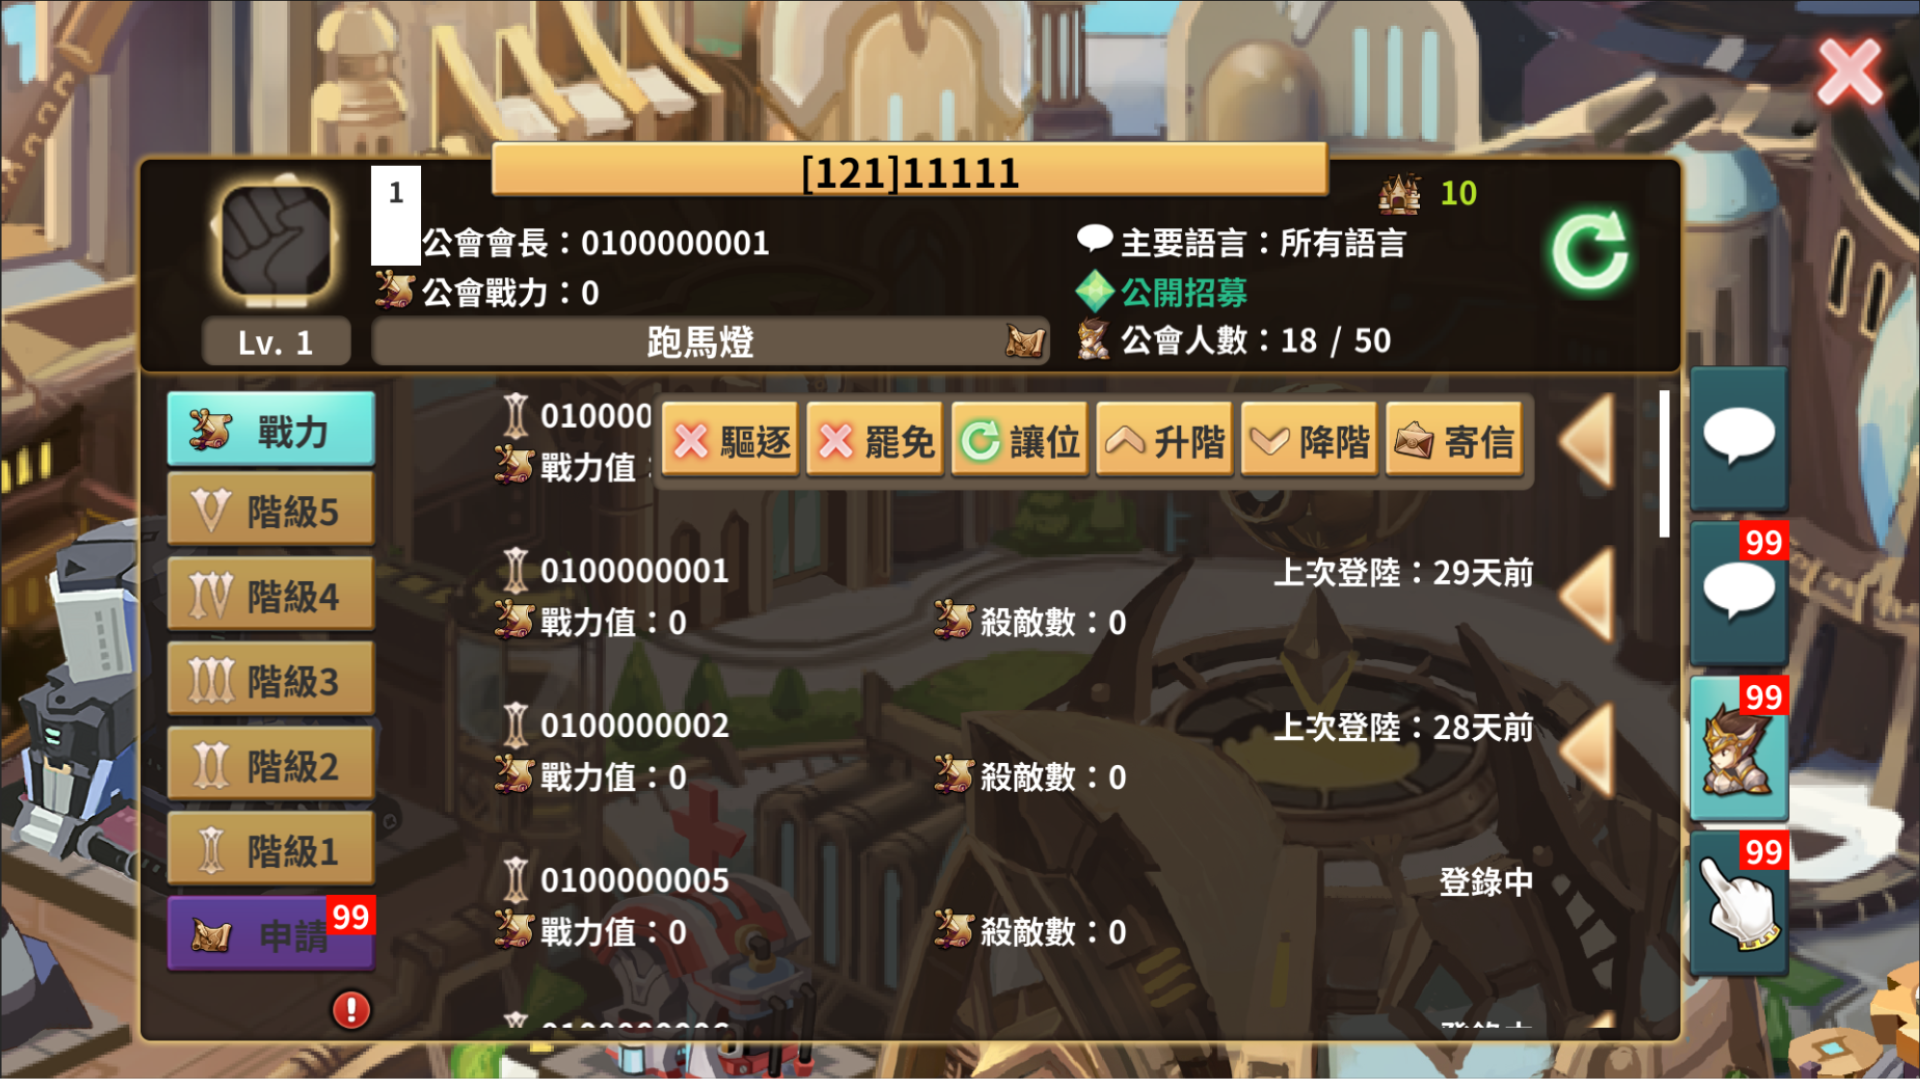 [121]11111
10
1
公會會長：0100000001
主要語言：所有語言
公會戰力：0
公開招募
Lv. 1
跑馬燈
公會人數：18 / 50
戰力
階級5
階級4
階級3
階級2
階級1
申請
99
010000
戰力值：
驅逐
罷免
讓位
升階
降階
寄信
0100000001
上次登陸：29天前
戰力值：0
殺敵數：0
0100000002
上次登陸：28天前
戰力值：0
殺敵數：0
0100000005
登錄中
戰力值：0
殺敵數：0
99
99
99